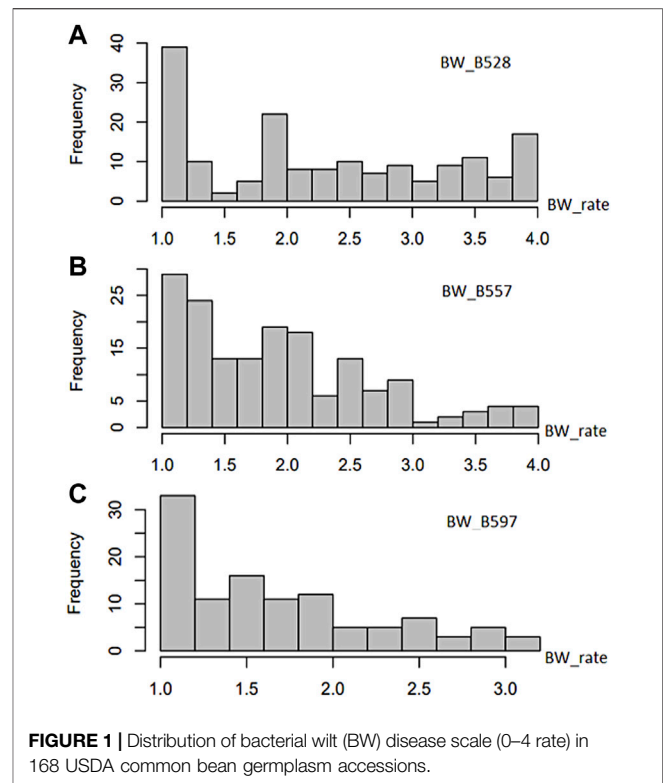 A
BW_B528
Frequency
40
30
20
10
0
BW_rate
1.0 1.5 2.0 2.5 3.0 3.5 4.0
B
BW_B557
Frequency
25
15
5
0
BW_rate
1.0 1.5 2.0 2.5 3.0 3.5 4.0
C
BW_B597
Frequency
30
20
10
0
BW_rate
1.0 1.5 2.0 2.5 3.0
FIGURE 1 | Distribution of bacterial wilt (BW) disease scale (0–4 rate) in
168 USDA common bean germplasm accessions.